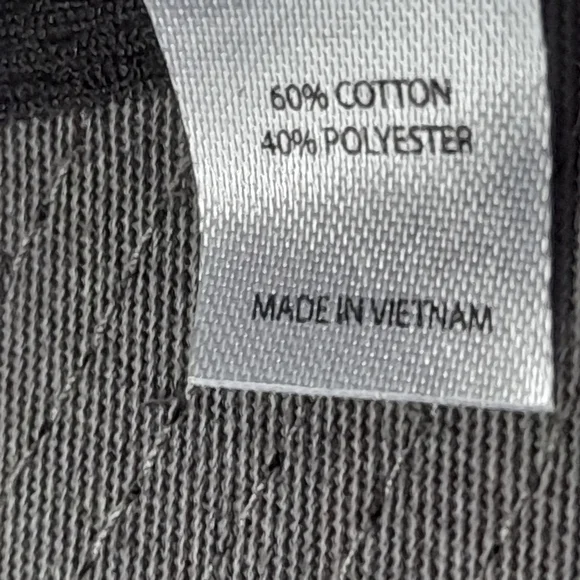 60% COTTON
40% POLYESTER
MADE IN VIETNAM